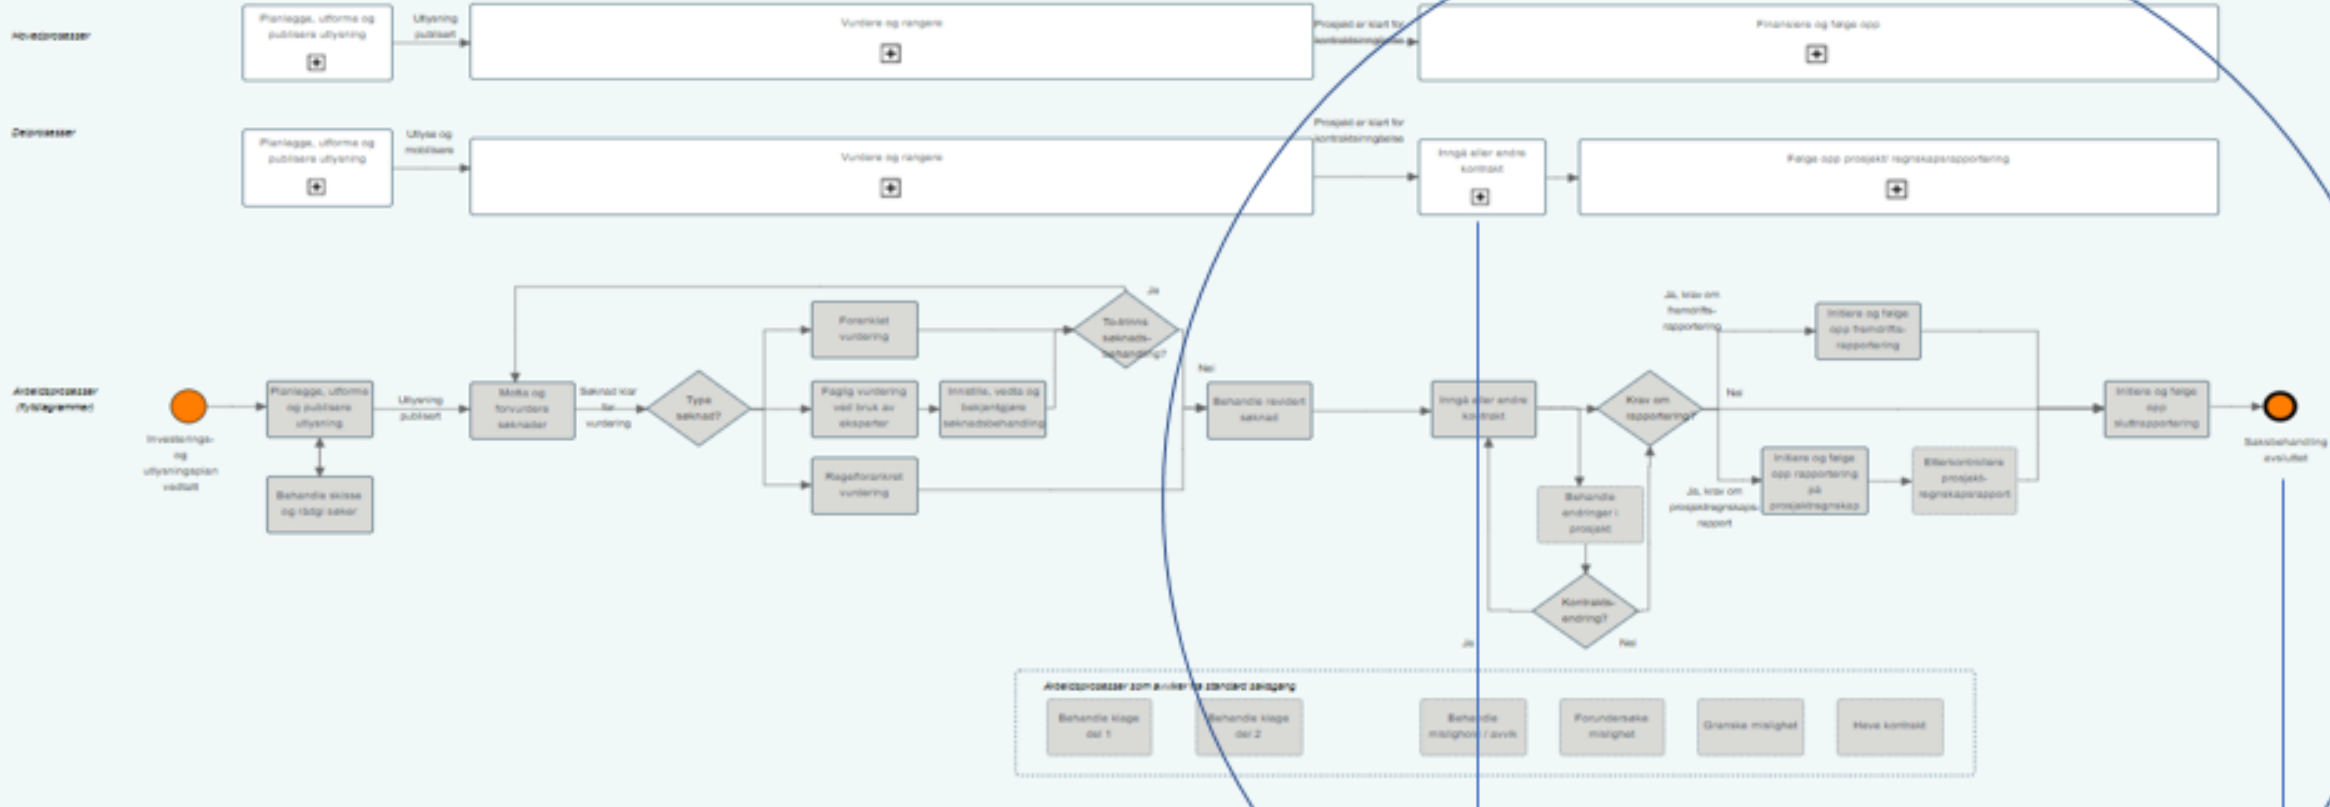 Hovedprosesser
Planlegge, utforme og
publisere utlysning
Utlysning
publisert
Vurdere og rangere
Prosjekt er klart for
kontraktsinngåelse
Finansiere og følge opp
Delprosesser
Planlegge, utforme og
publisere utlysning
Utlyse og
mobilisere
Vurdere og rangere
Prosjekt er klart for
kontraktsinngåelse
Inngå eller endre
kontrakt
Følge opp prosjekt/ regnskapsrapportering
Arbeidsprosesser
(flytdiagrammer)
Investerings-
og
utlysningsplan
vedtatt
Planlegge, utforme
og publisere
utlysning
Behandle skisse
og rådgi søker
Utlysning
publisert
Motta og
forvurdere
søknader
Søknad klar
for
vurdering
Type
søknad?
Forenklet
vurdering
Faglig vurdering
ved bruk av
eksperter
Innstille, vedta og
bekjentgjøre
søknadsbehandling
Regelforankret
vurdering
Ja
To-trinns
søknads-
behandling?
Nei
Behandle revidert
søknad
Inngå eller endre
kontrakt
Behandle
endringer i
prosjekt
Kontrakts-
endring?
Ja
Nei
Krav om
rapportering?
Ja, krav om
fremdrifts-
rapportering
Nei
Ja, krav om
prosjektregnskaps-
rapport
Initiere og følge
opp fremdrifts-
rapportering
Initiere og følge
opp rapportering
på
prosjektregnskap
Etterkontrollere
prosjekt-
regnskapsrapport
Initiere og følge
opp
sluttrapportering
Saksbehandling
avsluttet
Arbeidsprosesser som avviker fra standard saksgang
Behandle klage
del 1
Behandle klage
del 2
Behandle
mislighold / avvik
Forundersøke
mislighet
Granske mislighet
Heve kontrakt